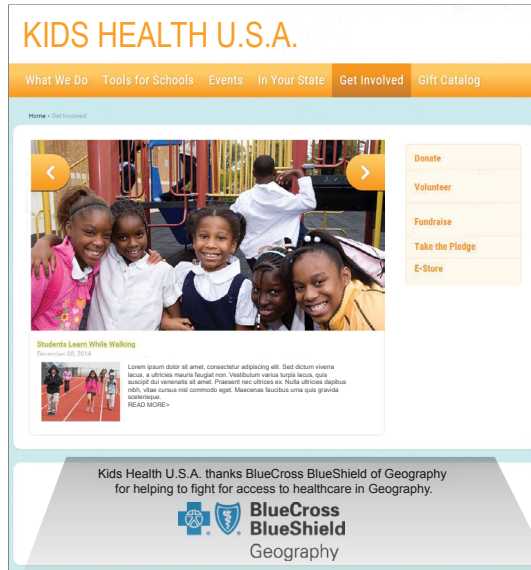 KIDS HEALTH U.S.A.
What We Do Tools for Schools Events In Your State Get Involved Gift Catalog
Home • Get Involved
Donate
Volunteer
Fundraise
Take the Pledge
E-Store
Students Learn While Walking
December 08, 2014
Lorem ipsum dolor sit amet, consectetur adipiscing elit. Sed dictum viverra
lacus, a ultricies mauris feugiat non. Vestibulum varius turpis lacus, quis
suscipit dui venenatis sit amet. Praesent nec ultrices ex. Nulla ultricies dapibus
nibh, vitae cursus nisl commodo eget. Maecenas faucibus urna quis gravida
scelerisque.
READ MORE>
Kids Health U.S.A. thanks BlueCross BlueShield of Geography
for helping to fight for access to healthcare in Geography.
BlueCross
BlueShield
Geography